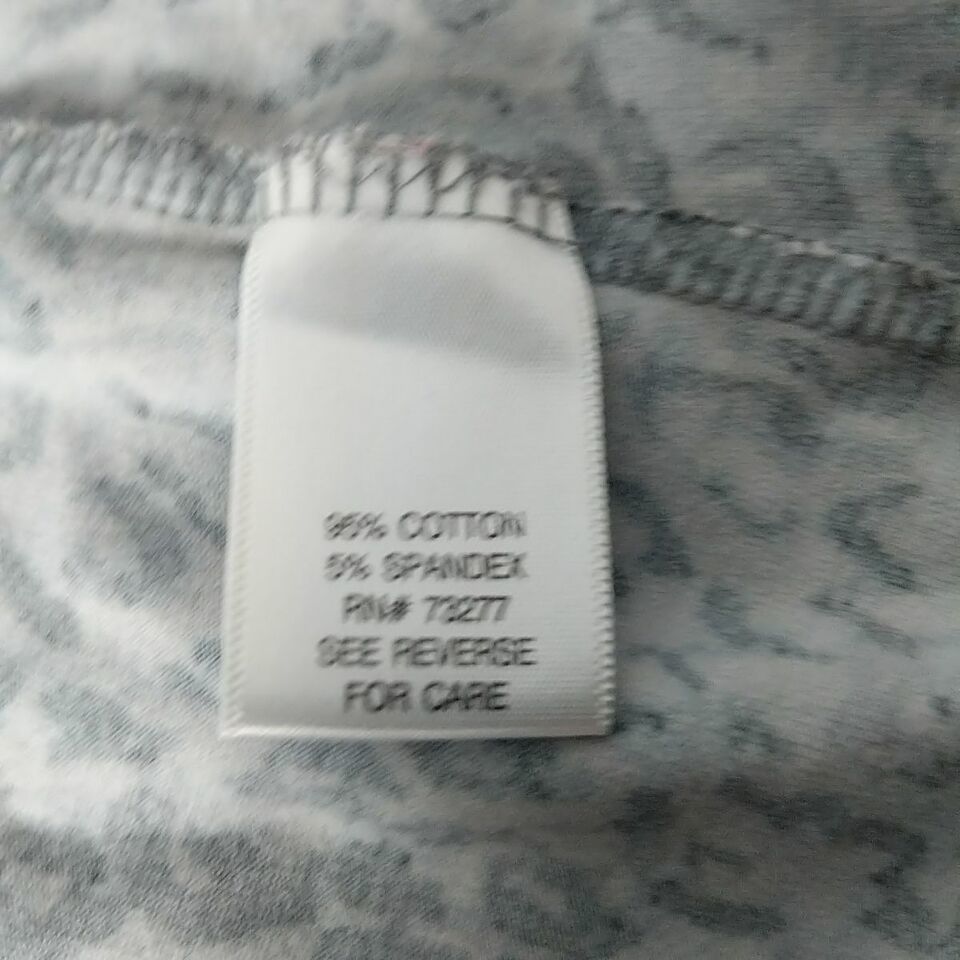 95% COTTON
5% SPANDEX
RN# 73277
SEE REVERSE
FOR CARE